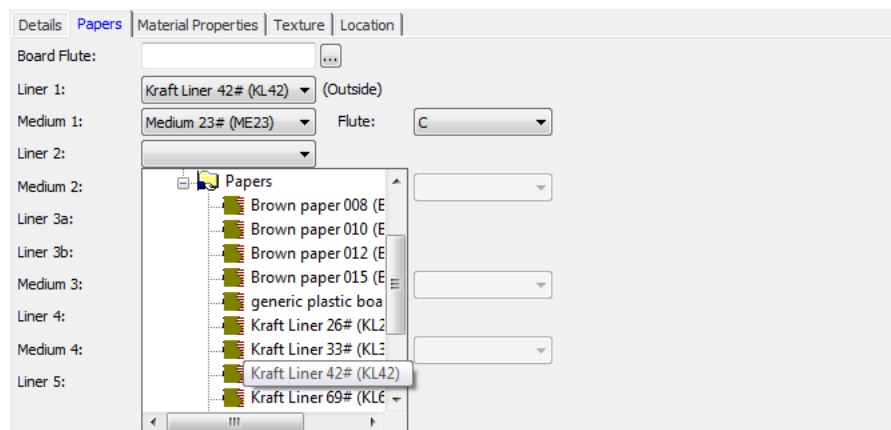 Details Papers Material Properties Texture Location
Board Flute: ...
Liner 1: Kraft Liner 42# (KL42) (Outside)
Medium 1: Medium 23# (ME23) Flute: C
Liner 2:
Papers
Medium 2:
Brown paper 008 (E
Liner 3a:
Brown paper 010 (E
Liner 3b:
Brown paper 012 (E
Brown paper 015 (E
Medium 3:
generic plastic boa
Liner 4:
Kraft Liner 26# (KL2
Medium 4:
Kraft Liner 33# (KL3
Kraft Liner 42# (KL42)
Liner 5:
Kraft Liner 69# (KL6